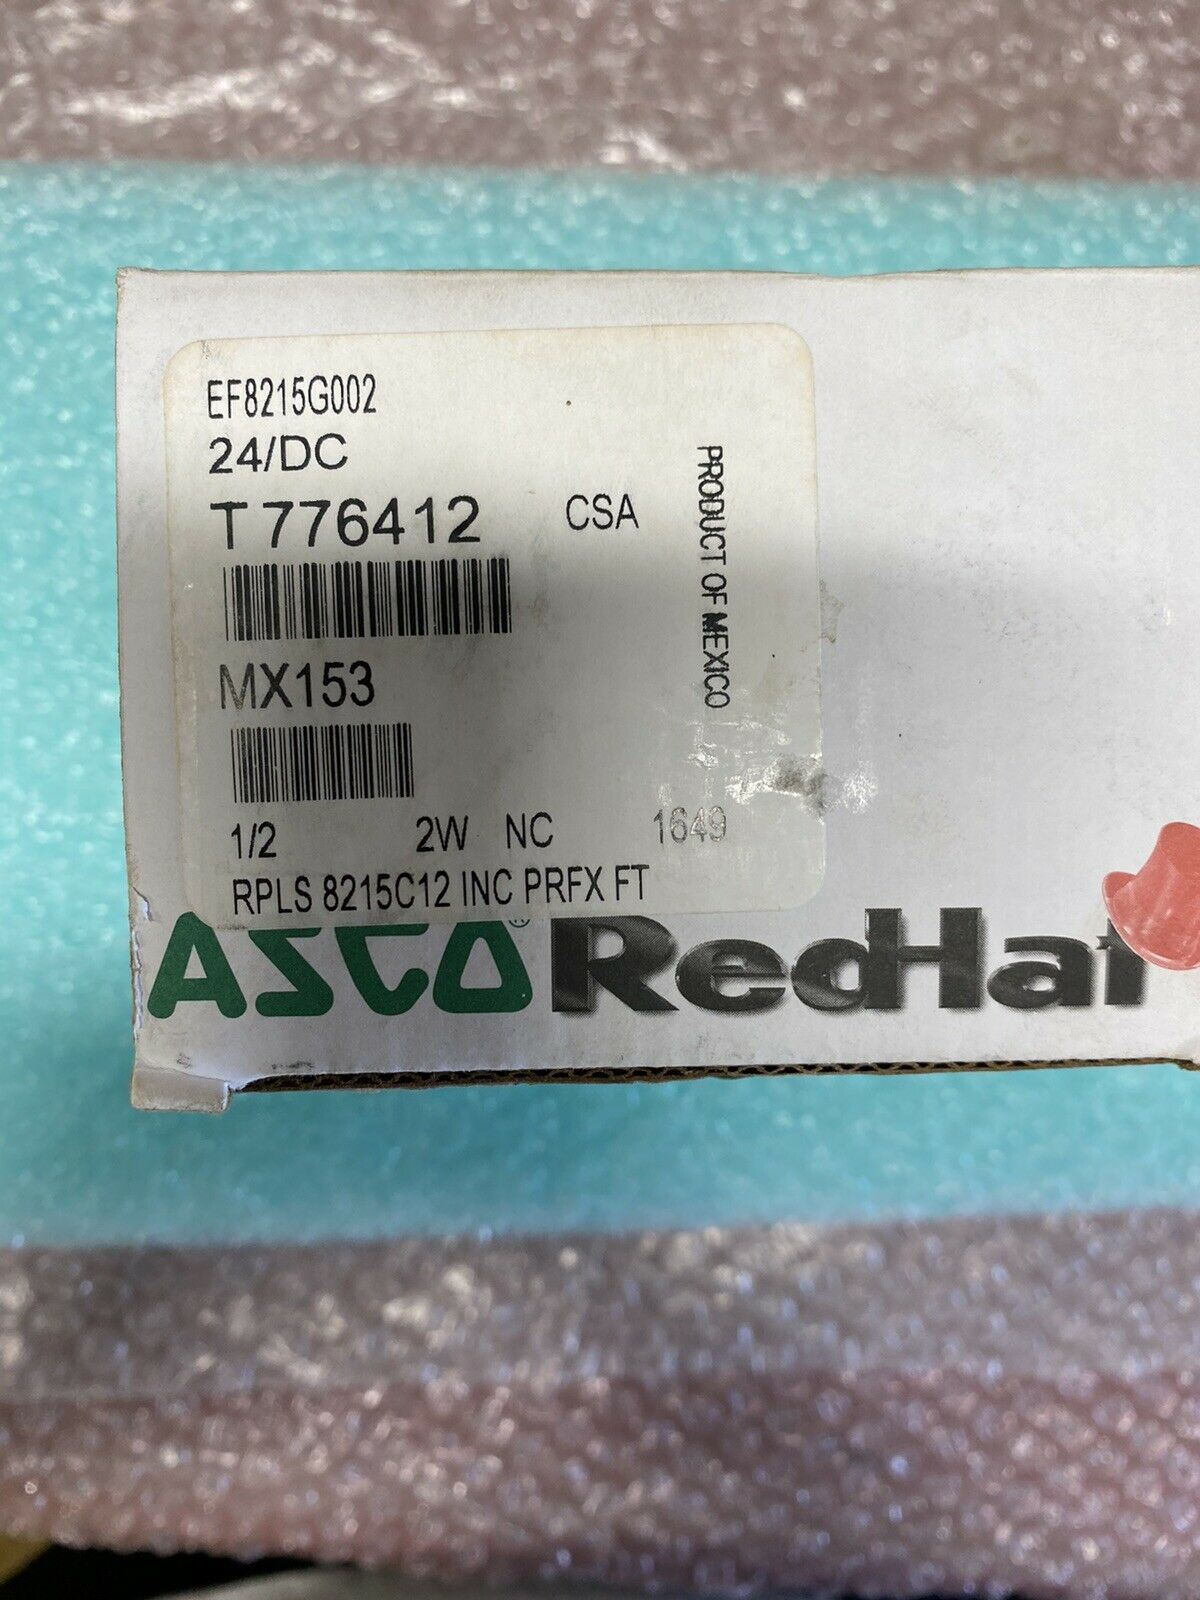 EF8215G002
24/DC
T 776412 CSA
PRODUCT OF MEXICO
MX153
1/2 2W NC 1649
RPLS 8215C12 INC PRFX FT
ASCO® RedHat